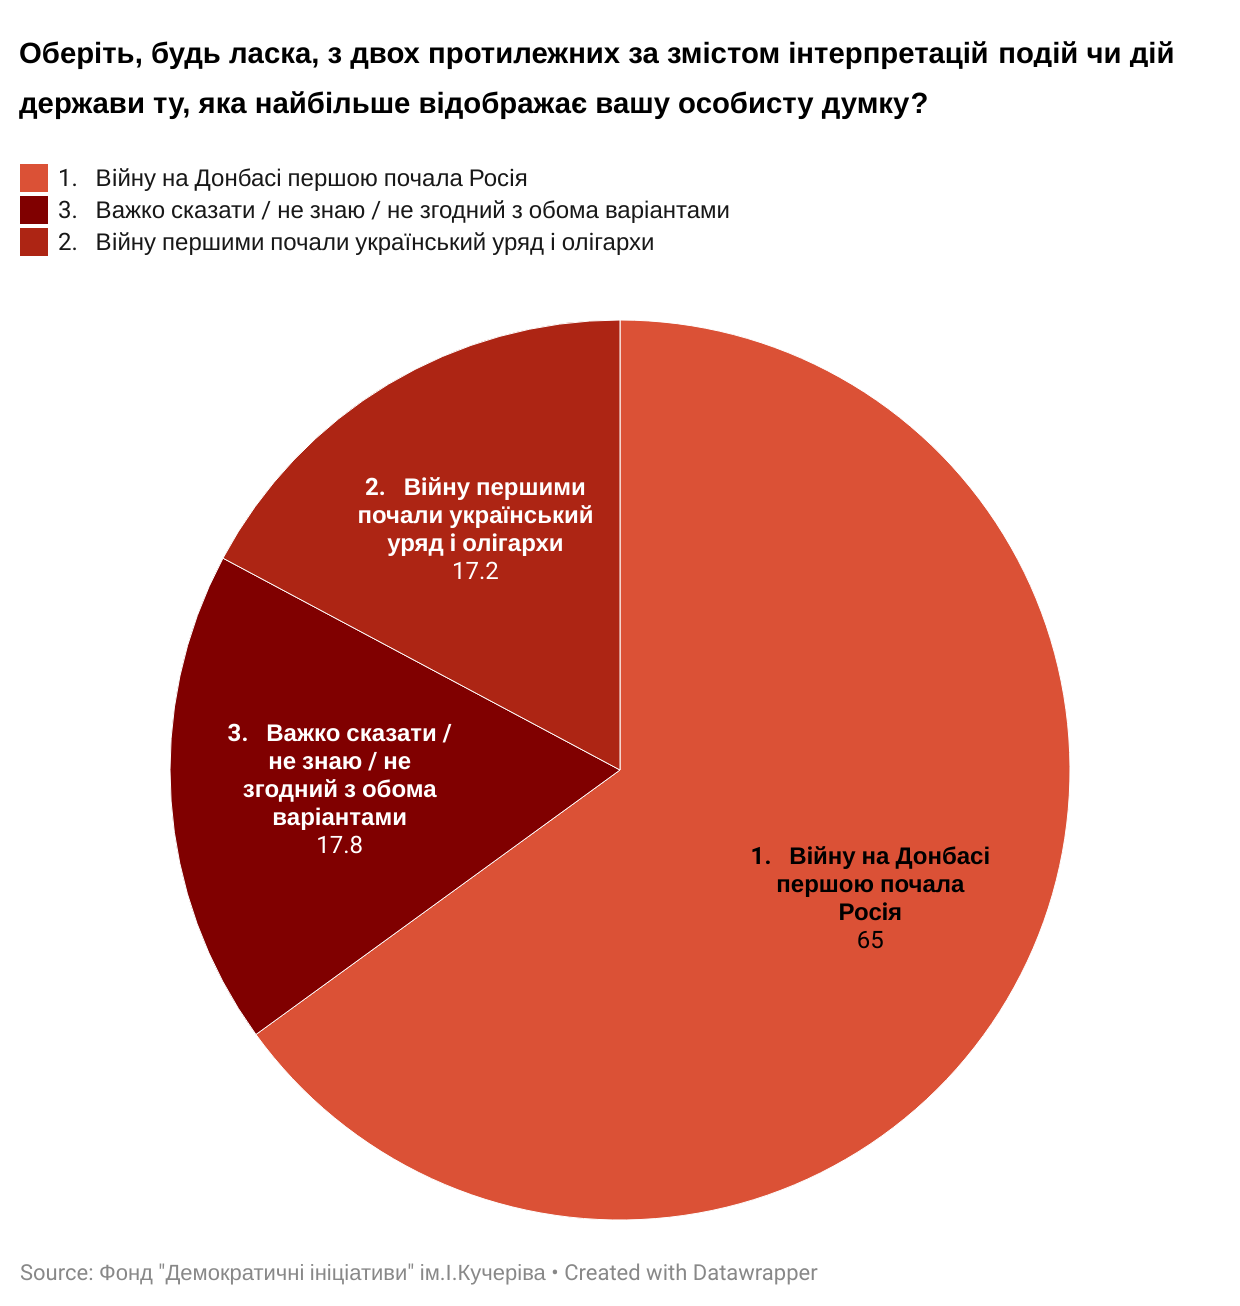 Оберіть, будь ласка, з двох протилежних за змістом інтерпретацій подій чи дій
держави ту, яка найбільше відображає вашу особисту думку?
1. Війну на Донбасі першою почала Росія
3. Важко сказати / не знаю / не згодний з обома варіантами
2. Війну першими почали український уряд і олігархи
2. Війну першими
почали український
уряд і олігархи
17.2
3. Важко сказати /
не знаю / не
згодний з обома
варіантами
17.8
1. Війну на Донбасі
першою почала
Росія
65
Source: Фонд "Демократичні ініціативи" ім.І.Кучеріва • Created with Datawrapper